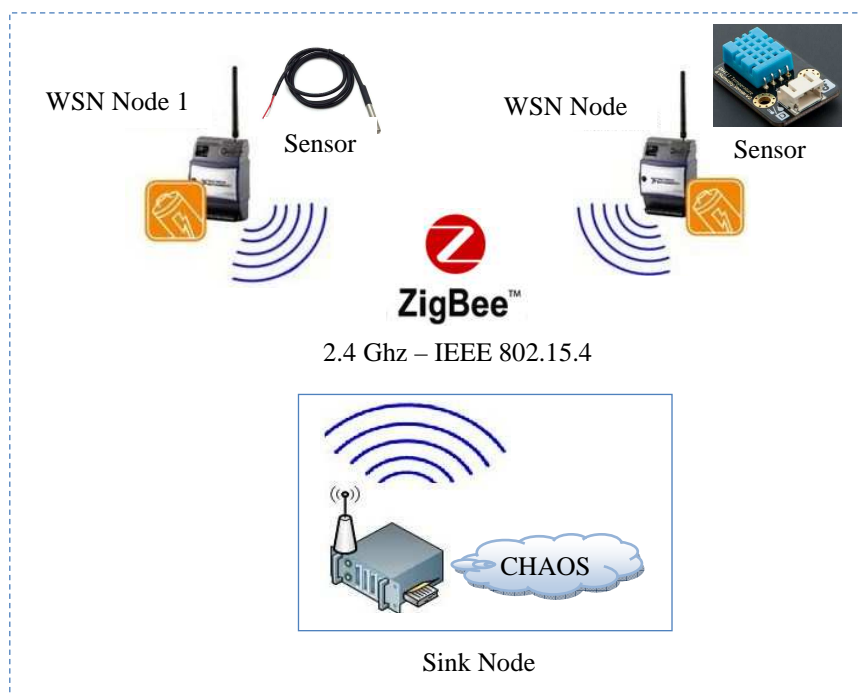 WSN Node 1
Sensor
WSN Node
Sensor
ZigBee™
2.4 Ghz – IEEE 802.15.4
CHAOS
Sink Node